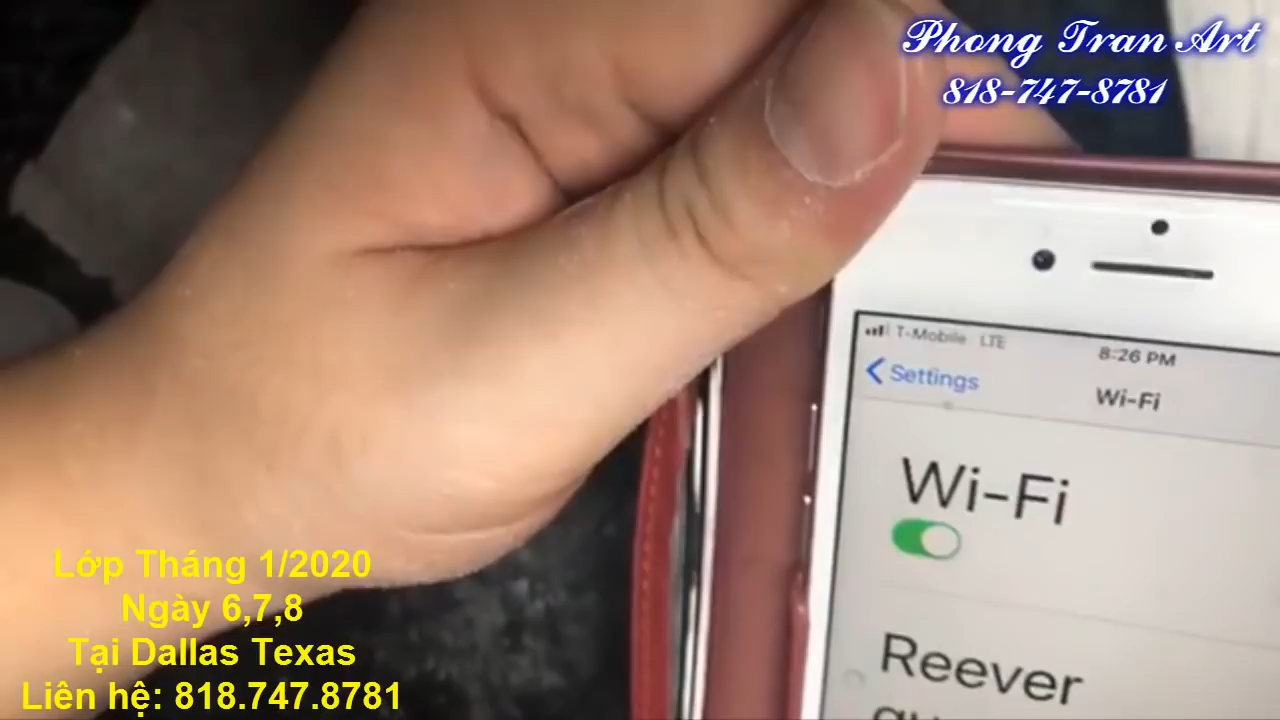 Phong Tran Art
818-747-8781
T-Mobile LTE
8:26 PM
Settings
Wi-Fi
Wi-Fi
Reever
Lớp Tháng 1/2020
Ngày 6,7,8
Tại Dallas Texas
Liên hệ: 818.747.8781